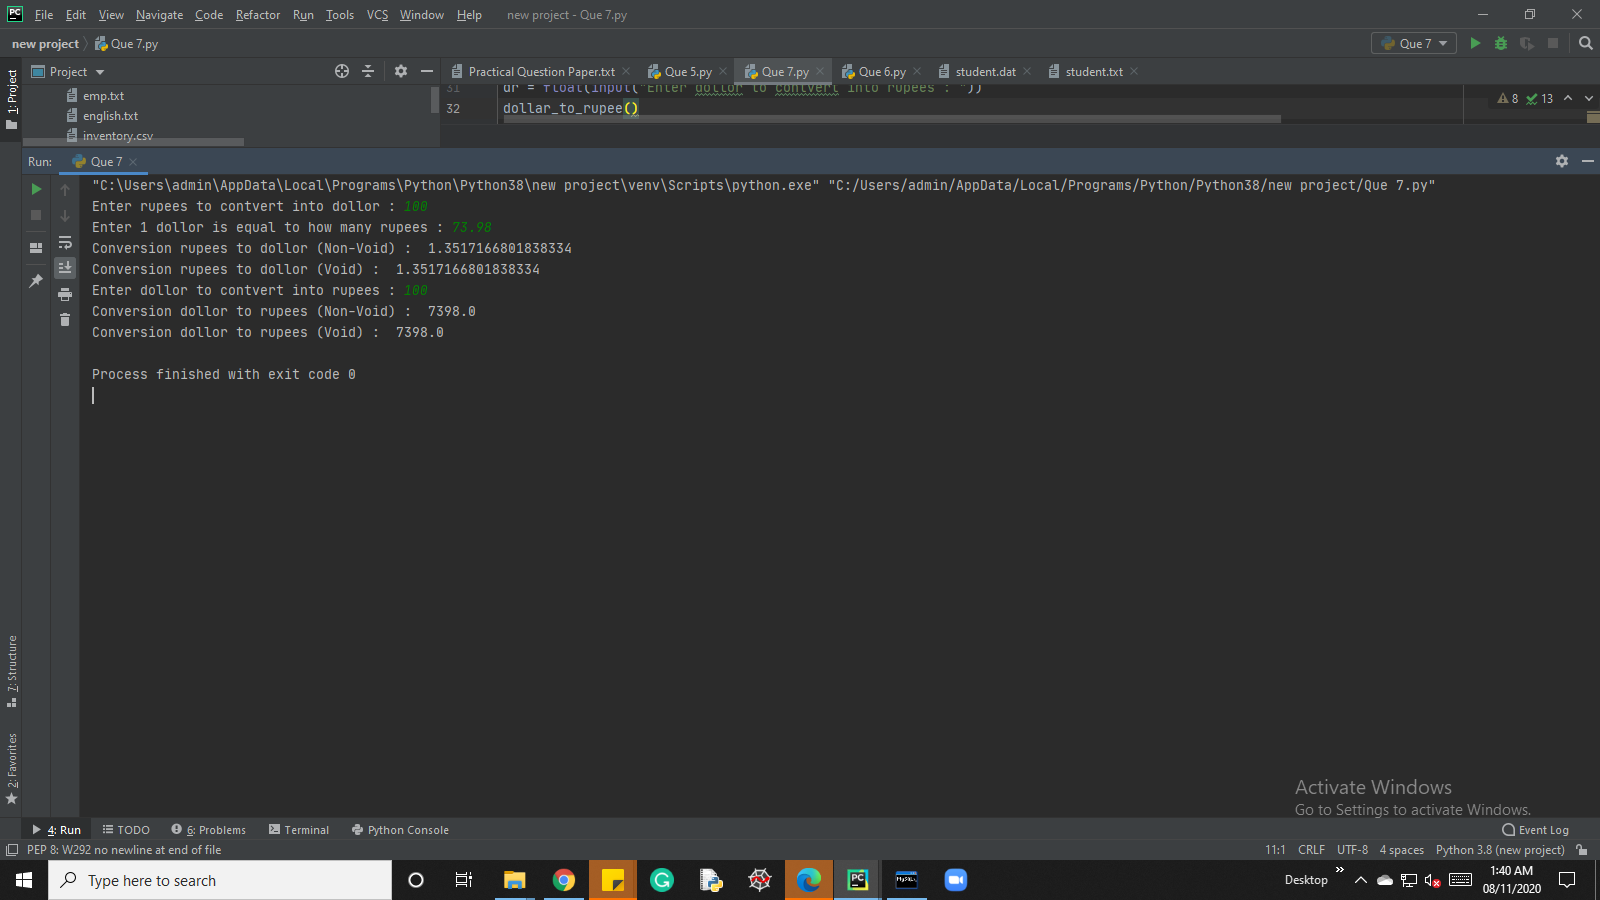 File Edit View Navigate Code Refactor Run Tools VCS Window Help new project - Que 7.py
new project Que 7.py Que 7
1: Project Project Practical Question Paper.txt Que 5.py Que 7.py Que 6.py student.dat student.txt
emp.txt
english.txt
inventory.csv
31 dr = float(input("Enter dollor to contvert into rupees : "))
32 dollar_to_rupee()
8 13
Run: Que 7
"C:\Users\admin\AppData\Local\Programs\Python\Python38\new project\venv\Scripts\python.exe" "C:/Users/admin/AppData/Local/Programs/Python/Python38/new project/Que 7.py"
Enter rupees to contvert into dollor : 100
Enter 1 dollor is equal to how many rupees : 73.98
Conversion rupees to dollor (Non-Void) :  1.3517166801838334
Conversion rupees to dollor (Void) :  1.3517166801838334
Enter dollor to contvert into rupees : 100
Conversion dollor to rupees (Non-Void) :  7398.0
Conversion dollor to rupees (Void) :  7398.0
Process finished with exit code 0
7: Structure
2: Favorites
Activate Windows
Go to Settings to activate Windows.
4: Run TODO 6: Problems Terminal Python Console Event Log
PEP 8: W292 no newline at end of file 11:1 CRLF UTF-8 4 spaces Python 3.8 (new project)
Type here to search Desktop 1:40 AM
08/11/2020